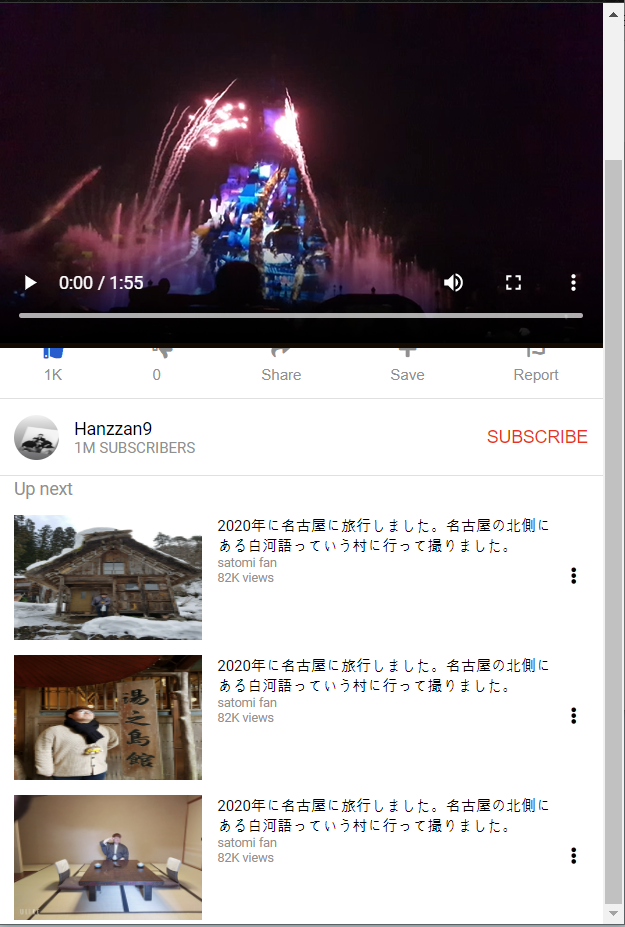 0:00 / 1:55
1K
0
Share
Save
Report
Hanzzan9
1M SUBSCRIBERS
SUBSCRIBE
Up next
2020年に名古屋に旅行しました。名古屋の北側に
ある白河語っていう村に行って撮りました。
satomi fan
82K views
湯之島館
2020年に名古屋に旅行しました。名古屋の北側に
ある白河語っていう村に行って撮りました。
satomi fan
82K views
2020年に名古屋に旅行しました。名古屋の北側に
ある白河語っていう村に行って撮りました。
satomi fan
82K views